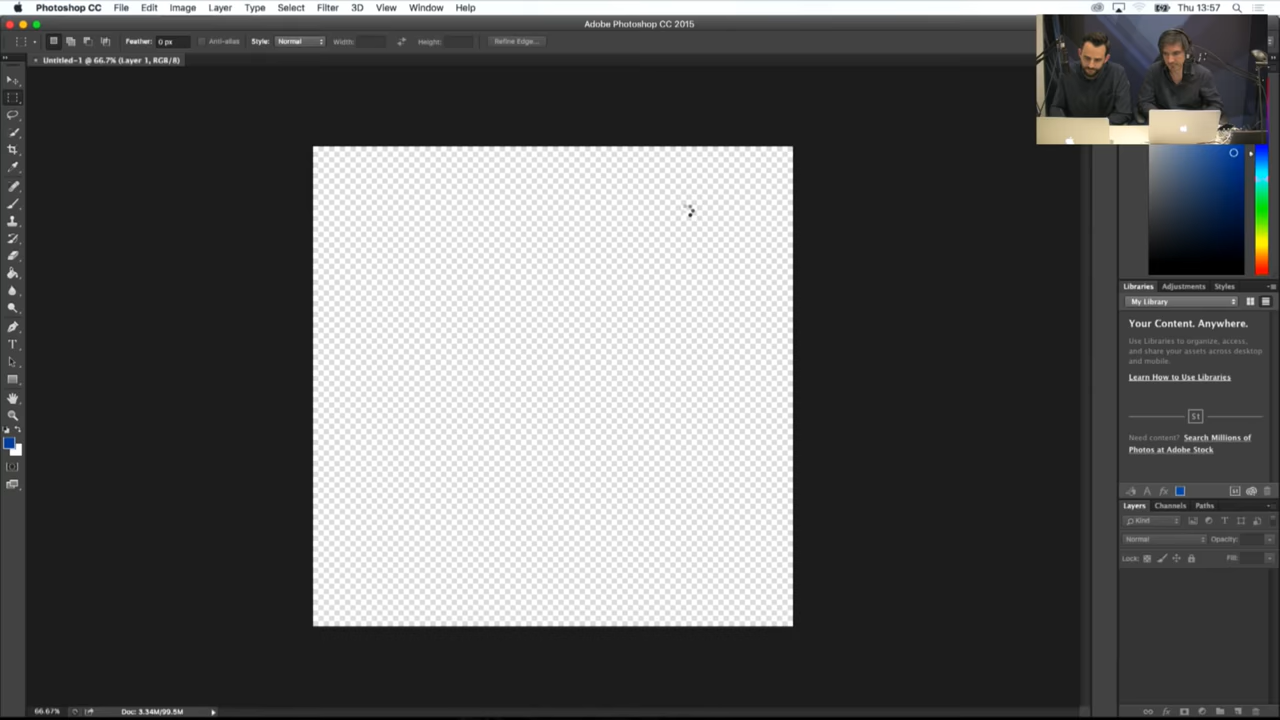 Photoshop CC File Edit Image Layer Type Select Filter 3D View Window Help Thu 13:57
Adobe Photoshop CC 2015
Feather: 0 px Anti-alias Style: Normal Width: Height: Refine Edge...
Untitled-1 @ 66.7% (Layer 1, RGB/8)
Libraries Adjustments Styles
My Library
Your Content. Anywhere.
Use Libraries to organize, access,
and share your assets across desktop
and mobile.
Learn How to Use Libraries
St
Need content? Search Millions of
Photos at Adobe Stock
Layers Channels Paths
Kind
Normal Opacity:
Lock: Fill:
66.67% Doc: 3.34M/99.5M